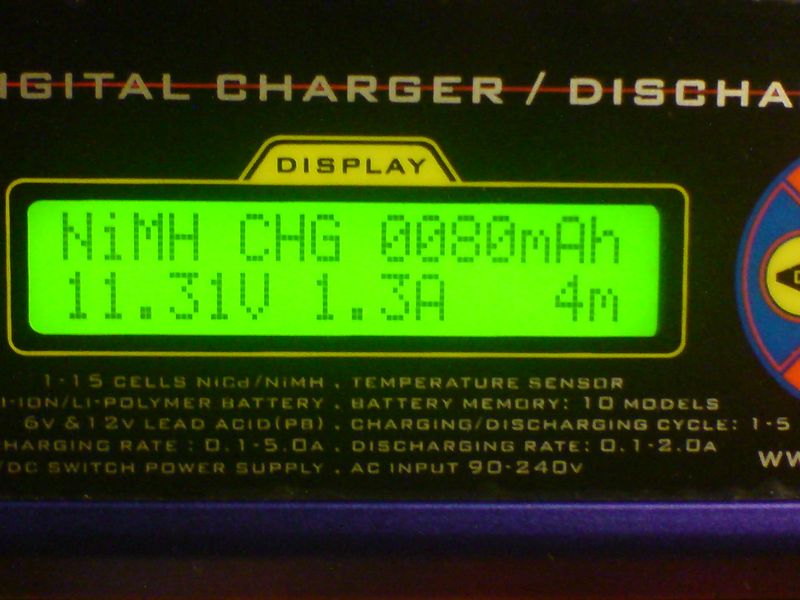 DIGITAL CHARGER / DISCHA
DISPLAY
NiMH CHG 0080mAh
11.31V 1.3A 4m
1-15 CELLS NiCd/NiMH . TEMPERATURE SENSOR
I-ION/LI-POLYMER BATTERY . BATTERY MEMORY: 10 MODELS
6V & 12V LEAD ACID(PB) . CHARGING/DISCHARGING CYCLE: 1-5
HARGING RATE : 0.1-5.0A . DISCHARGING RATE: 0.1-2.0A
/DC SWITCH POWER SUPPLY . AC INPUT 90-240V
WW